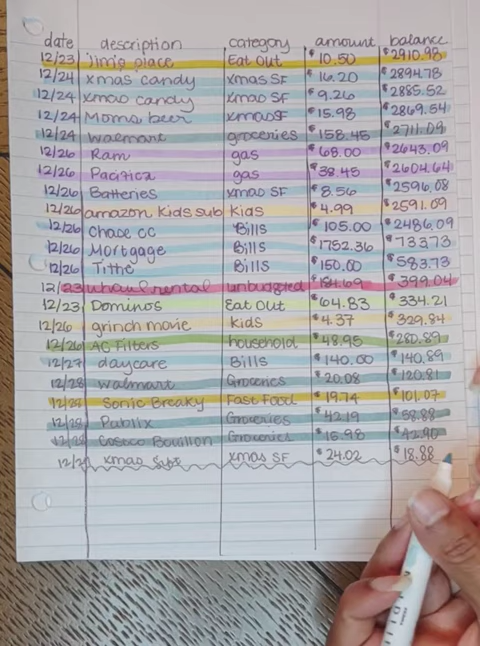 date description category amount balance
12/23 Jim's place Eat Out $10.50 $2910.98
12/24 xmas candy xmas SF $16.20 $2894.78
12/24 xmas candy xmas SF $9.26 $2885.52
12/24 Moms beer xmas SF $15.98 $2869.54
12/24 Walmart groceries $158.45 $2711.09
12/26 Ram gas $68.00 $2643.09
12/26 Pacifica gas $38.45 $2604.64
12/26 Batteries xmas SF $8.56 $2596.08
12/26 amazon Kids sub Kids $4.99 $2591.09
12/26 Chase CC Bills $105.00 $2486.09
12/26 Mortgage Bills $1752.36 $733.73
12/26 Tithe Bills $150.00 $583.73
12/23 uhaul rental unbudgeted $184.69 $399.04
12/23 Dominos Eat Out $64.83 $334.21
12/26 grinch movie Kids $4.37 $329.84
12/26 AC Filters household $48.95 $280.89
12/27 daycare Bills $140.00 $140.89
12/28 Walmart Groceries $20.08 $120.81
12/28 Sonic Breaky Fast Food $19.74 $101.07
12/28 Publix Groceries $42.19 $58.88
12/28 Costco Bouillon Groceries $15.98 $42.90
xmas xmas SF $24.02 $18.88